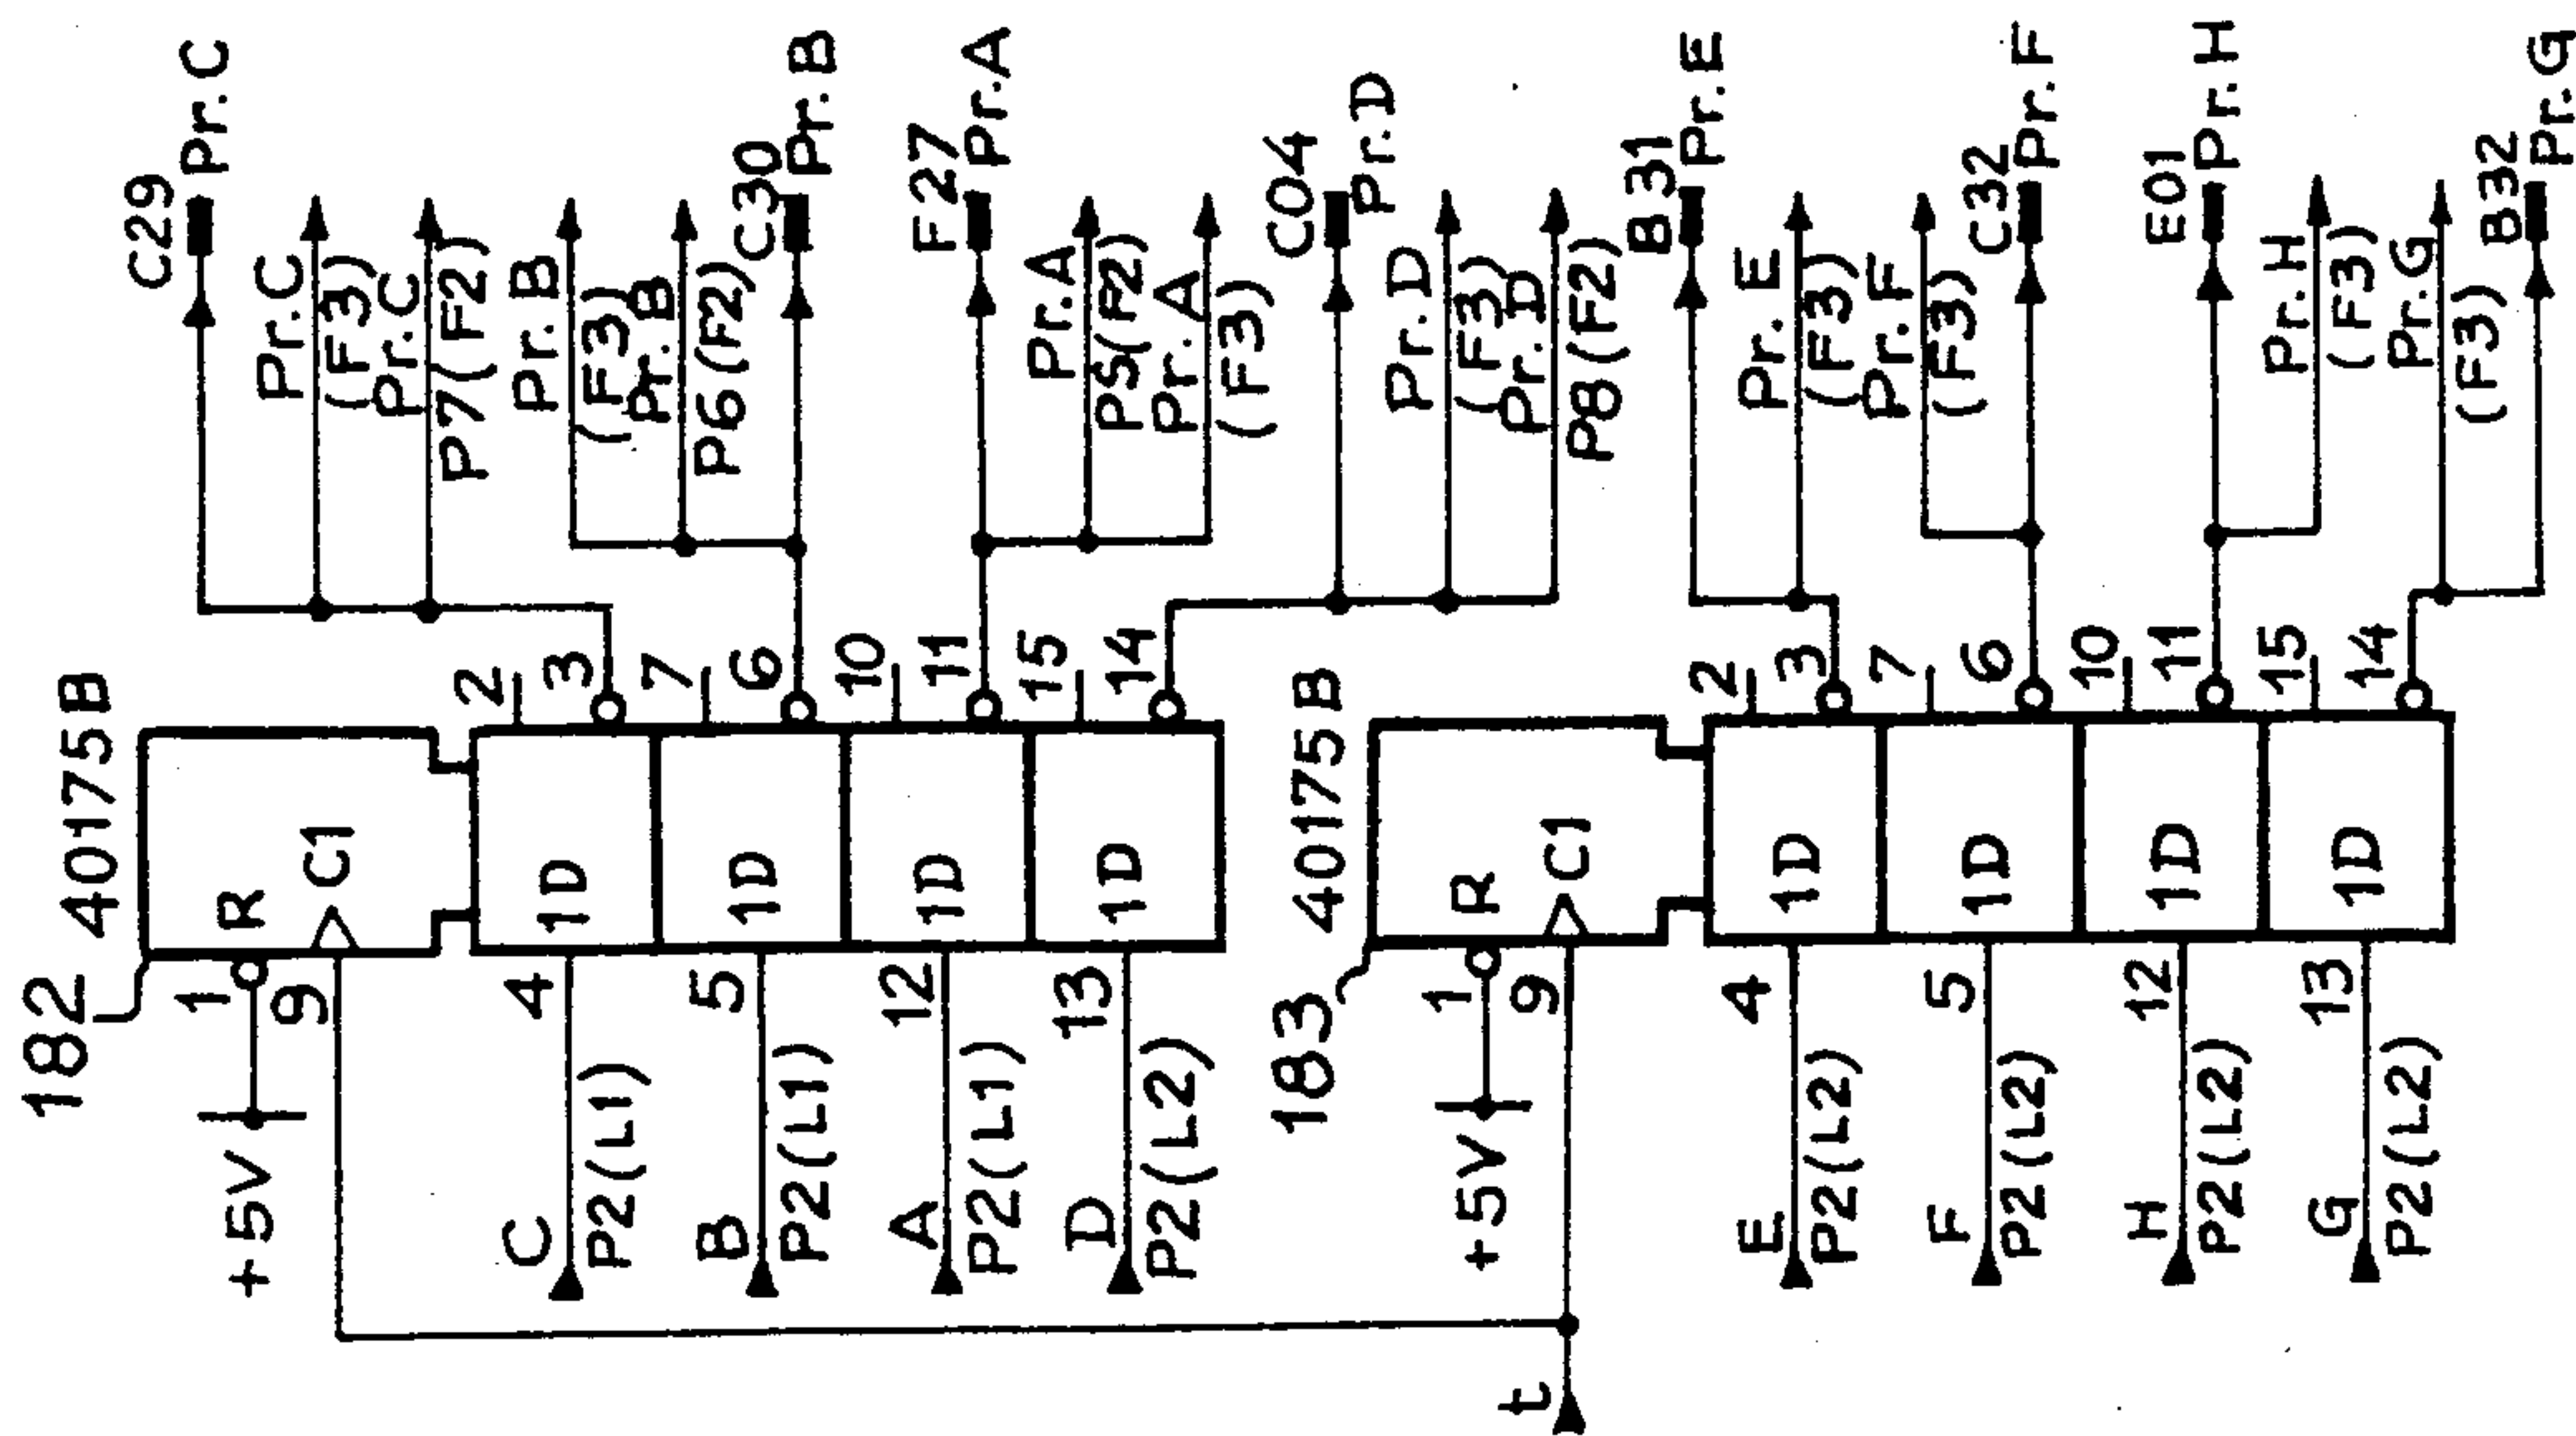 182
40175B
+5V
1
R
9
C1
C
P2(L1)
4
1D
2
3
B
P2(L1)
5
1D
7
6
A
P2(L1)
12
1D
10
11
D
P2(L2)
13
1D
15
14
C29
Pr.C
Pr.C
(F3)
Pr.C
P7(F2)
Pr.B
(F3)
Pr.B
P6(F2)
C30
Pr.B
F27
Pr.A
Pr.A
P5(F2)
Pr.A
(F3)
C04
Pr.D
Pr.D
(F3)
Pr.D
P8(F2)
183
40175B
+5V
1
R
9
C1
t
E
P2(L2)
4
1D
2
3
F
P2(L2)
5
1D
7
6
H
P2(L2)
12
1D
10
11
G
P2(L2)
13
1D
15
14
B31
Pr.E
Pr.E
(F3)
Pr.F
(F3)
C32
Pr.F
E01
Pr.H
Pr.H
(F3)
Pr.G
(F3)
B32
Pr.G